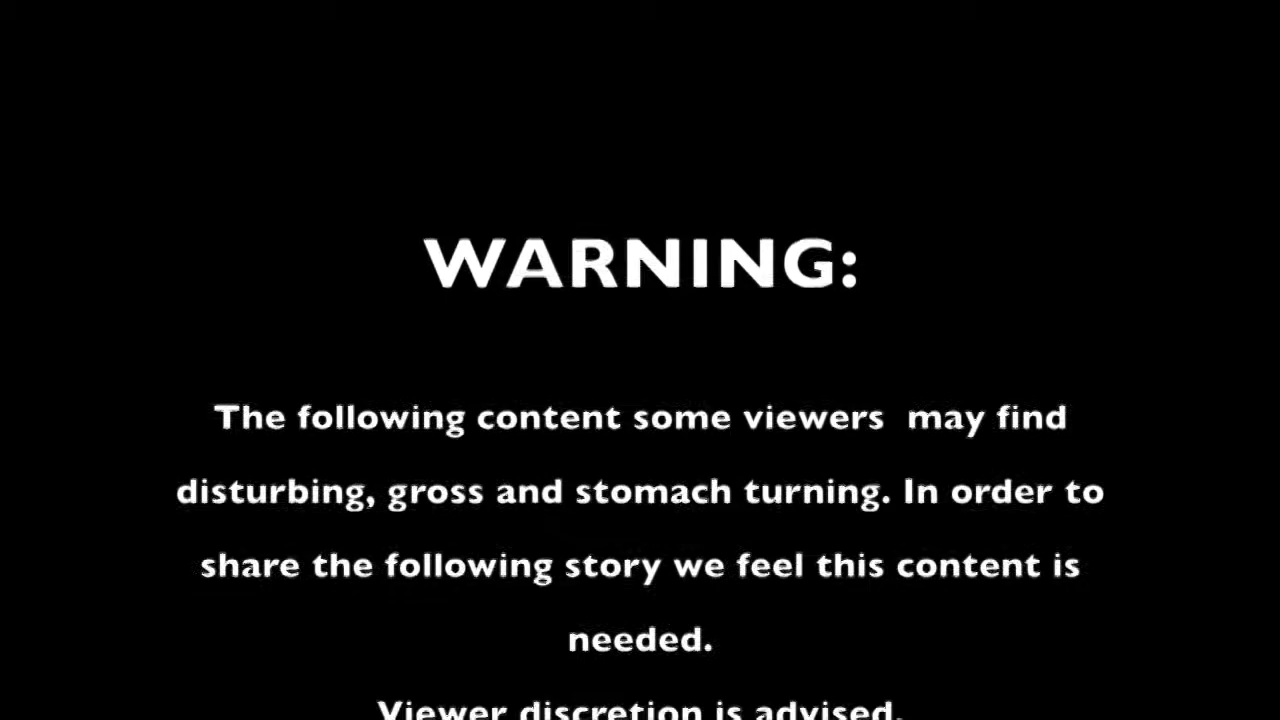 WARNING:
The following content some viewers  may find
disturbing, gross and stomach turning. In order to
share the following story we feel this content is
needed.
Viewer discretion is advised.